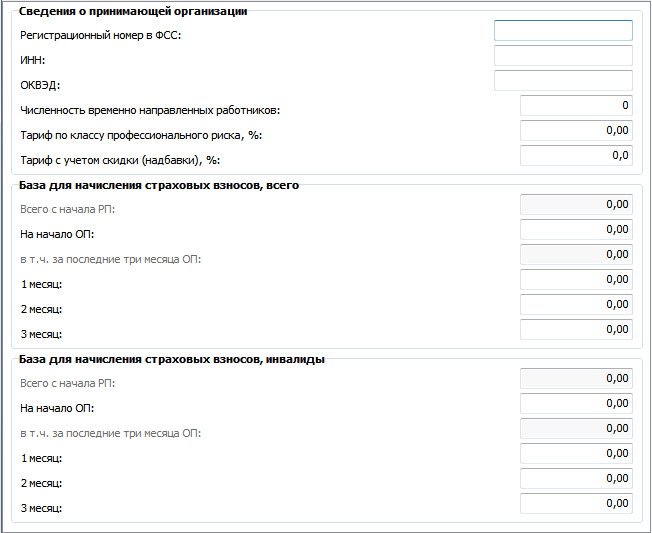 Сведения о принимающей организации
Регистрационный номер в ФСС:
ИНН:
ОКВЭД:
Численность временно направленных работников: 0
Тариф по классу профессионального риска, %: 0,00
Тариф с учетом скидки (надбавки), %: 0,0
База для начисления страховых взносов, всего
Всего с начала РП: 0,00
На начало ОП: 0,00
в т.ч. за последние три месяца ОП: 0,00
1 месяц: 0,00
2 месяц: 0,00
3 месяц: 0,00
База для начисления страховых взносов, инвалиды
Всего с начала РП: 0,00
На начало ОП: 0,00
в т.ч. за последние три месяца ОП: 0,00
1 месяц: 0,00
2 месяц: 0,00
3 месяц: 0,00